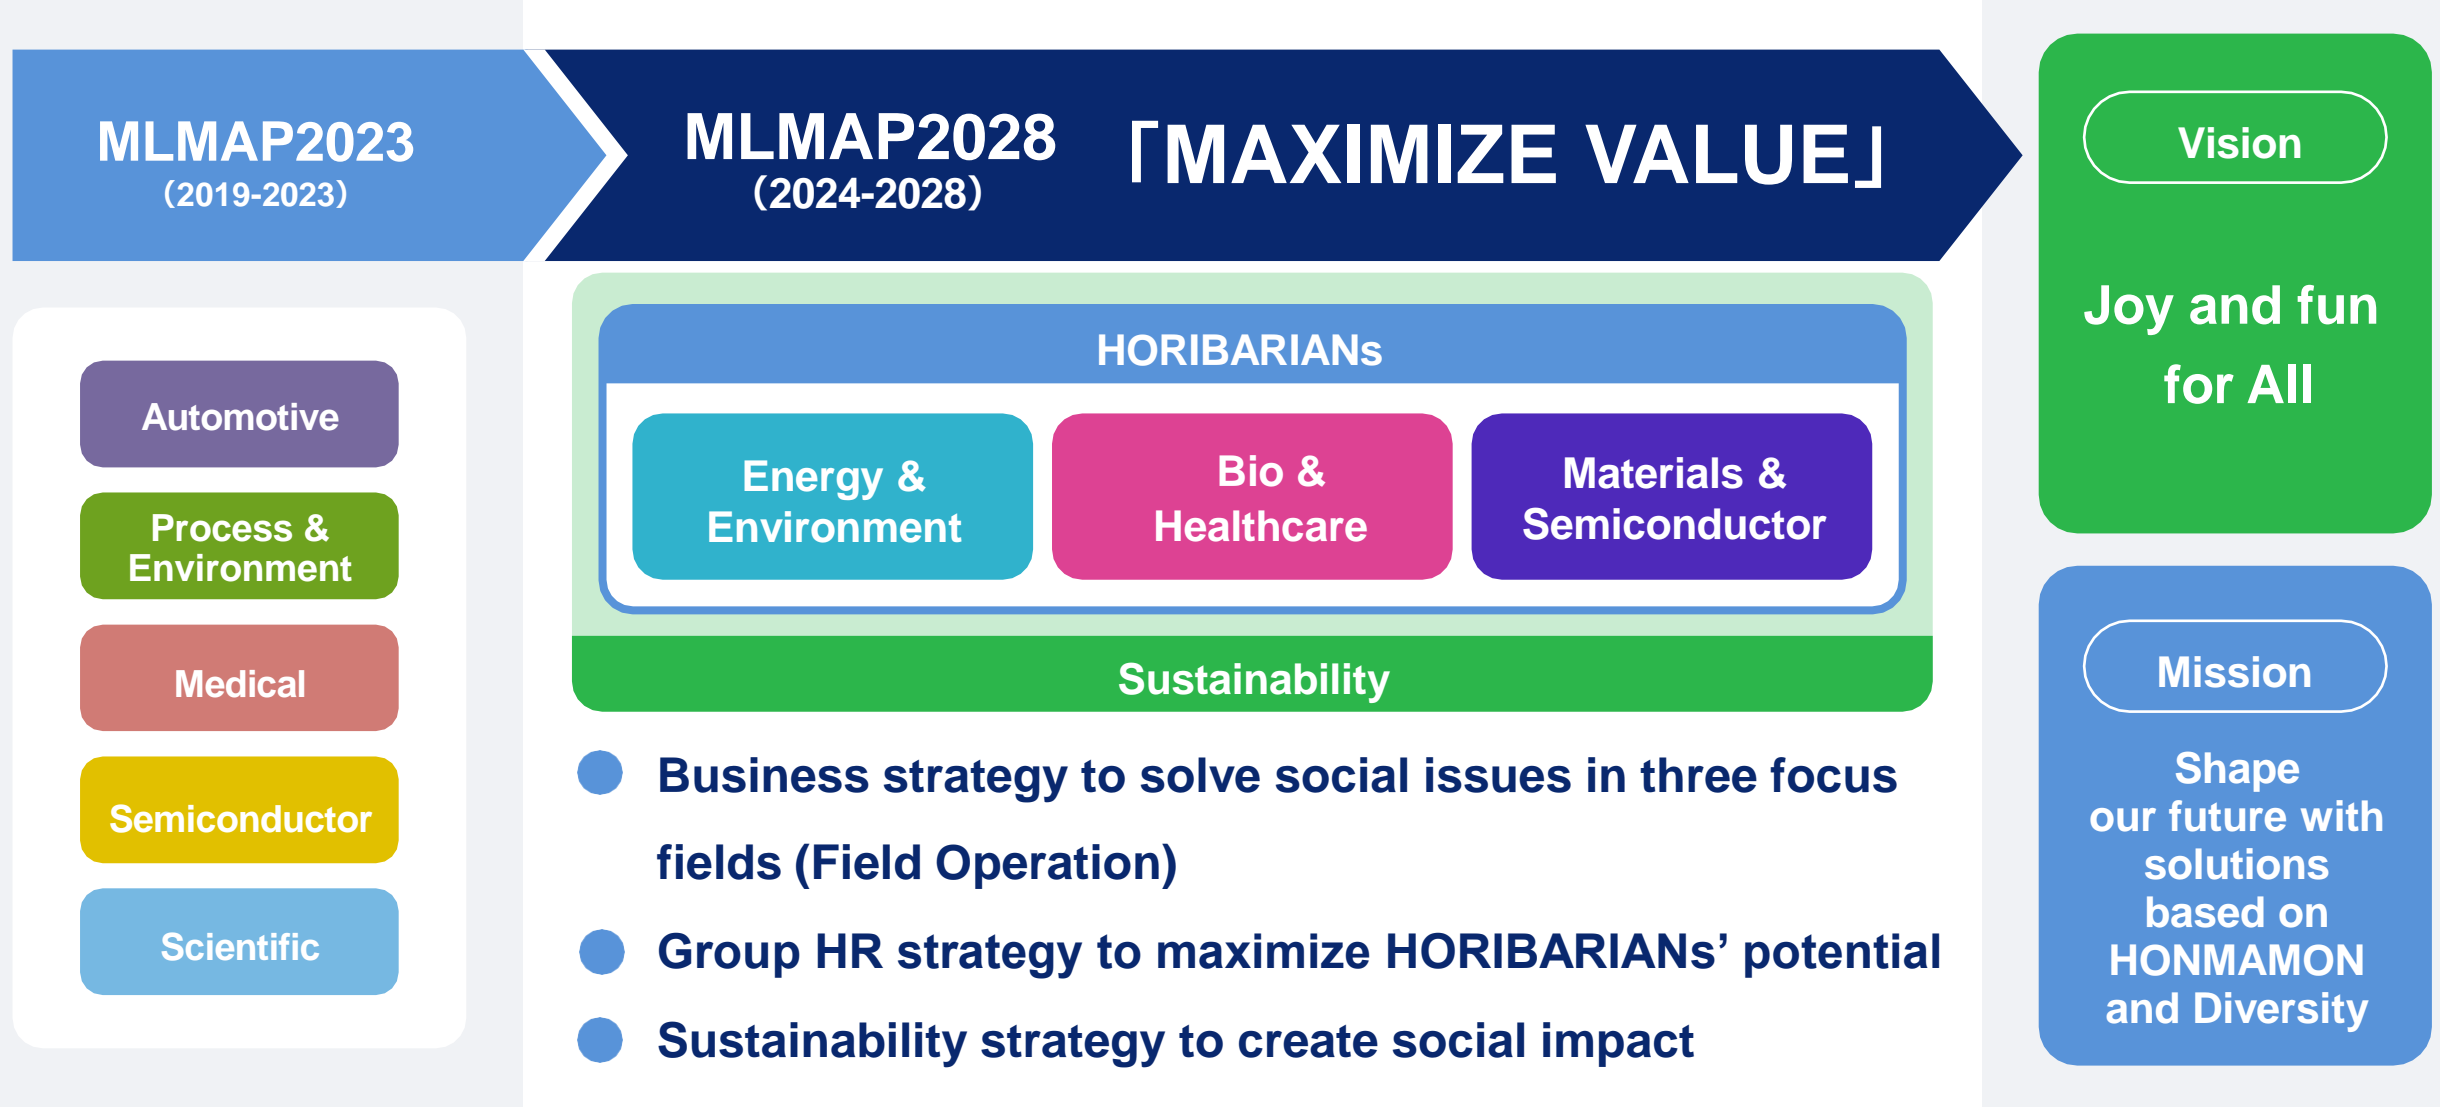 MLMAP2023
（2019-2023）
MLMAP2028
（2024-2028）
「MAXIMIZE VALUE」
Automotive
Process &
Environment
Medical
Semiconductor
Scientific
HORIBARIANs
Energy &
Environment
Bio &
Healthcare
Materials &
Semiconductor
Sustainability
Business strategy to solve social issues in three focus
fields (Field Operation)
Group HR strategy to maximize HORIBARIANs’ potential
Sustainability strategy to create social impact
Vision
Joy and fun
for All
Mission
Shape
our future with
solutions
based on
HONMAMON
and Diversity